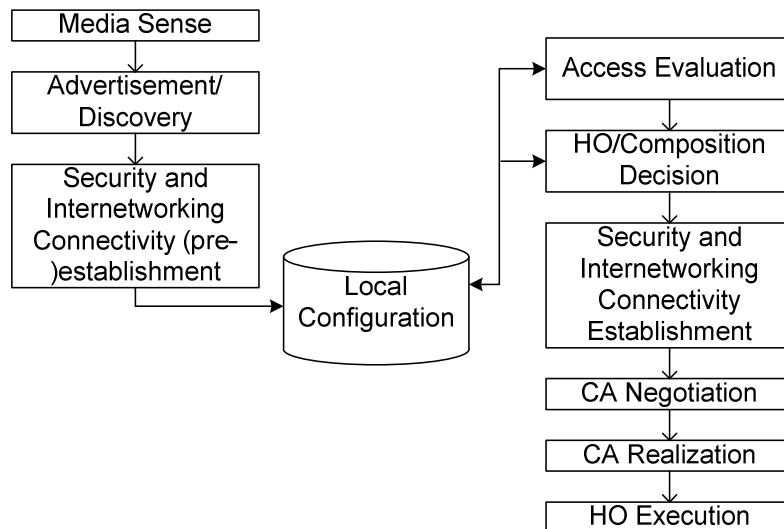 Media Sense
Advertisement/
Discovery
Security and
Internetworking
Connectivity (pre-
)establishment
Local
Configuration
Access Evaluation
HO/Composition
Decision
Security and
Internetworking
Connectivity
Establishment
CA Negotiation
CA Realization
HO Execution